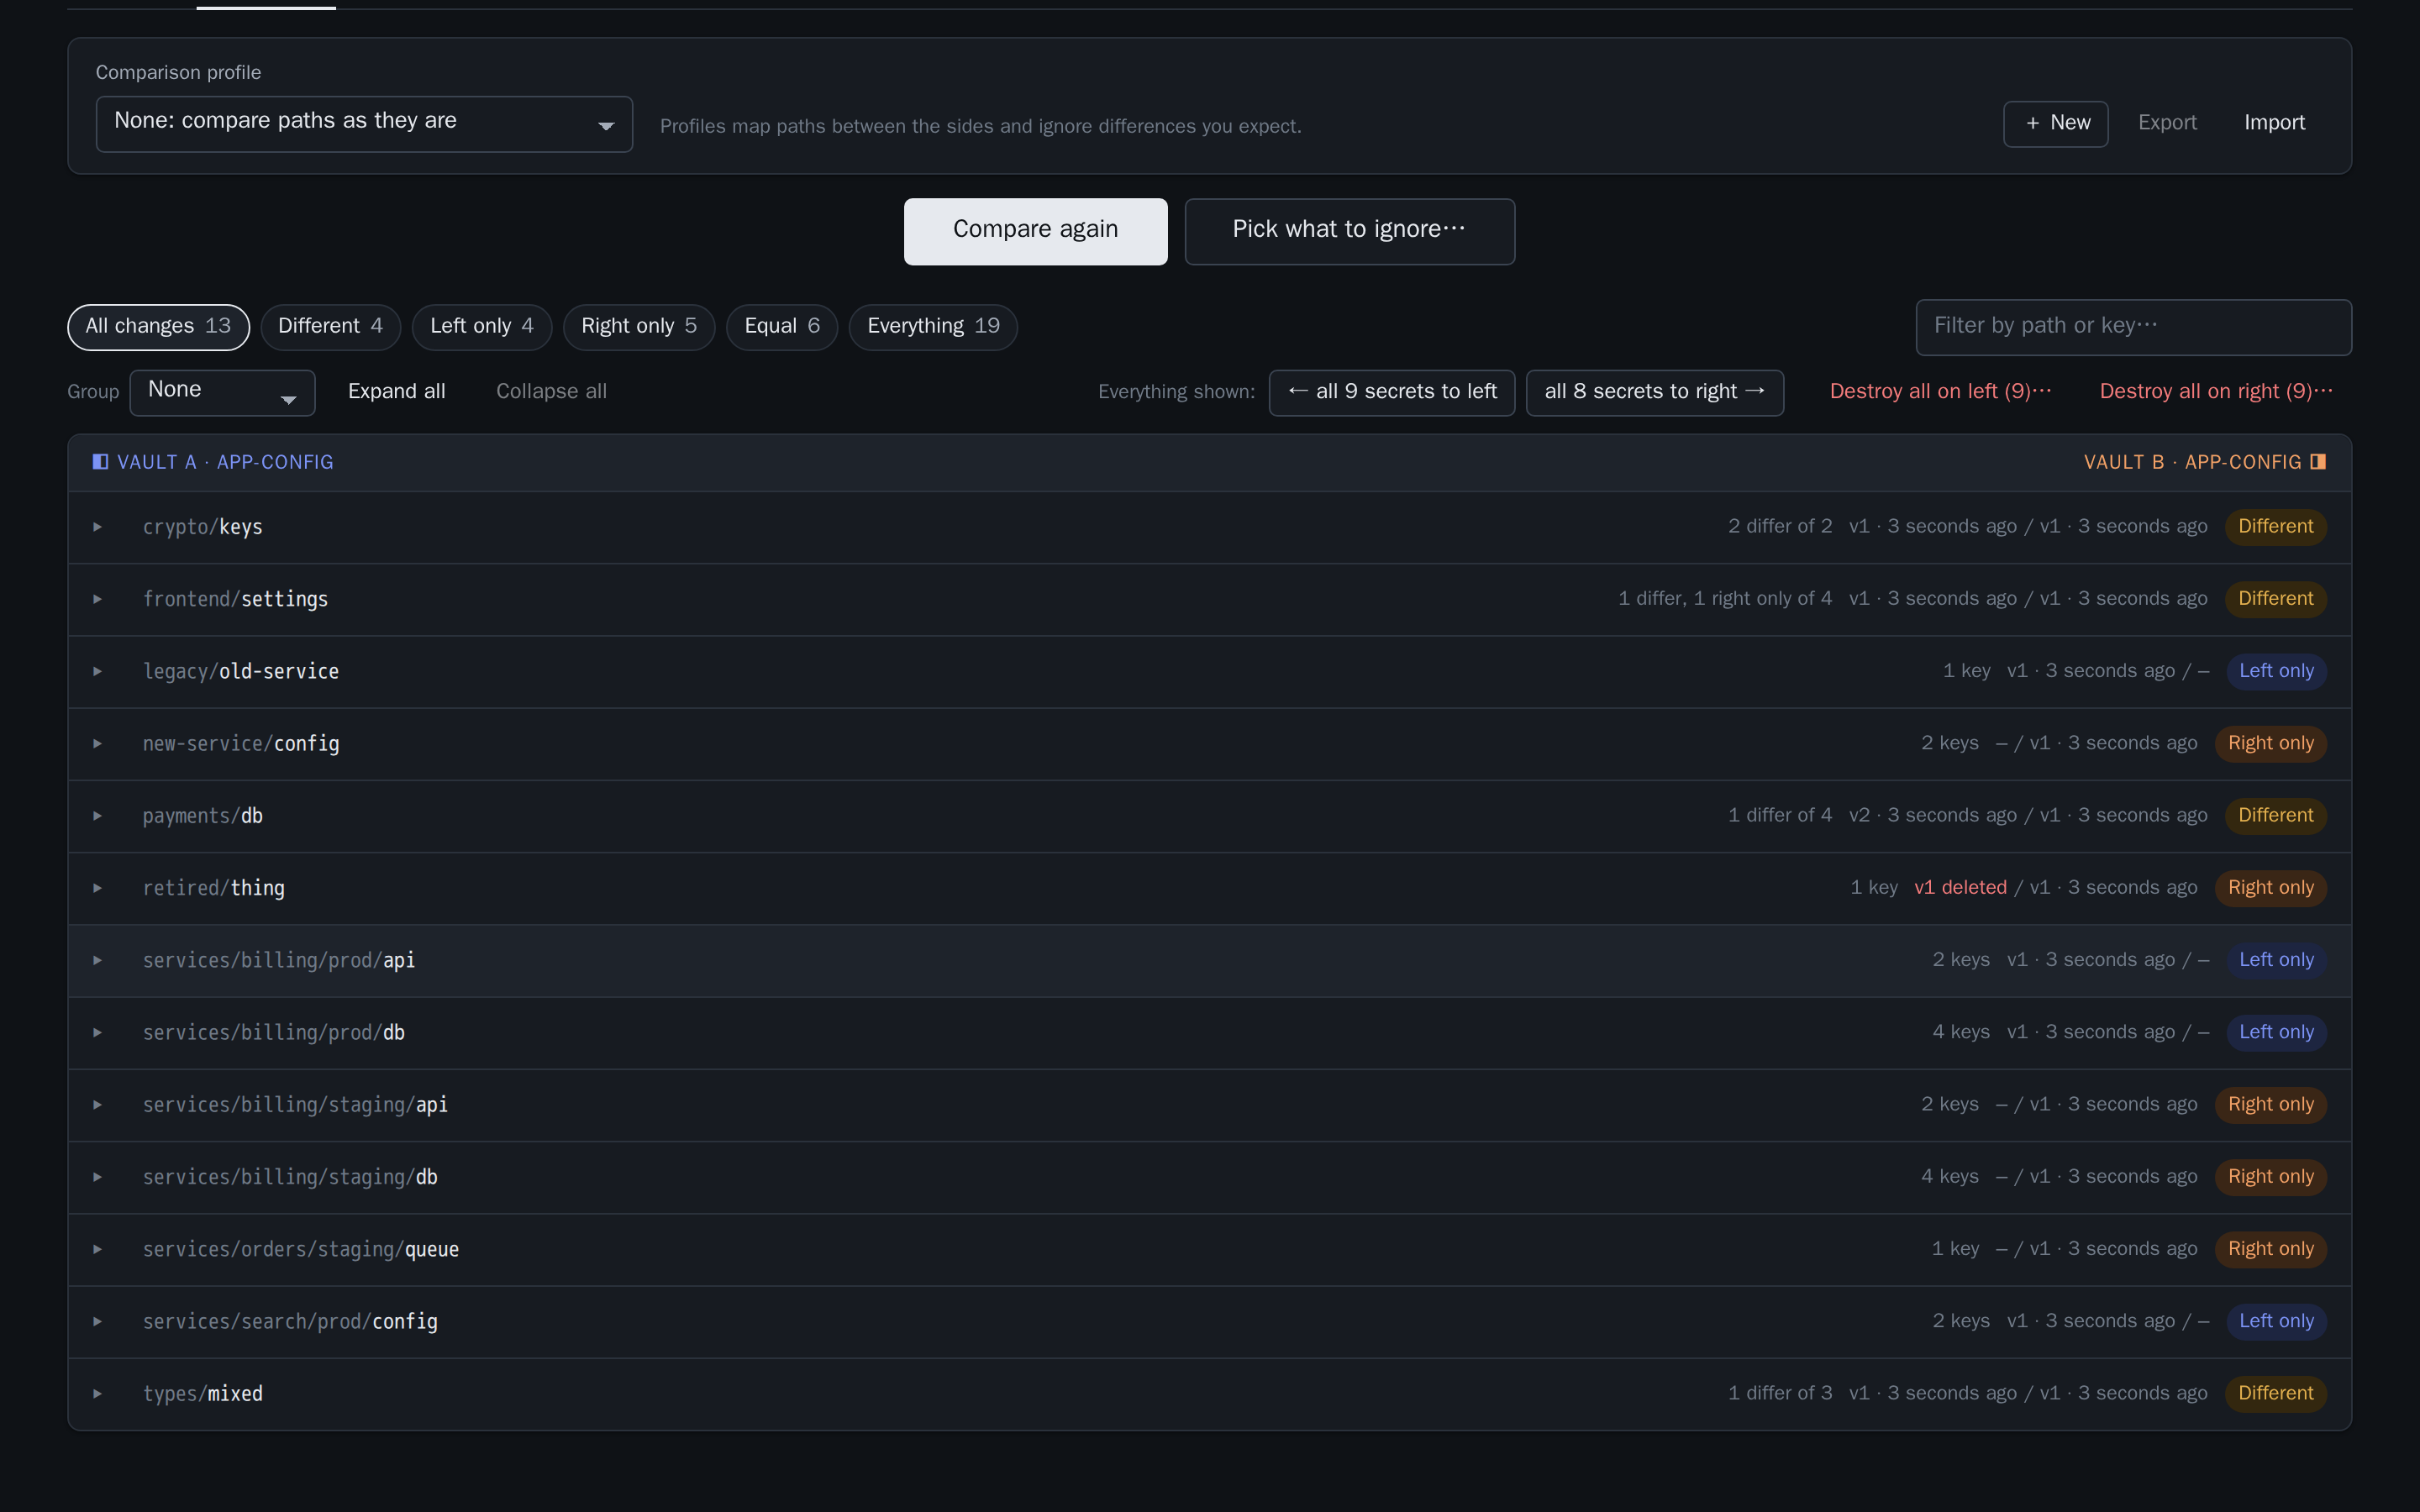 Comparison profile
None: compare paths as they are
Profiles map paths between the sides and ignore differences you expect.
+ New
Export
Import
Compare again
Pick what to ignore…
All changes 13
Different 4
Left only 4
Right only 5
Equal 6
Everything 19
Filter by path or key…
Group
None
Expand all
Collapse all
Everything shown:
← all 9 secrets to left
all 8 secrets to right →
Destroy all on left (9)…
Destroy all on right (9)…
VAULT A · APP-CONFIG
VAULT B · APP-CONFIG
crypto/keys 2 differ of 2 v1 · 3 seconds ago / v1 · 3 seconds ago Different
frontend/settings 1 differ, 1 right only of 4 v1 · 3 seconds ago / v1 · 3 seconds ago Different
legacy/old-service 1 key v1 · 3 seconds ago / – Left only
new-service/config 2 keys – / v1 · 3 seconds ago Right only
payments/db 1 differ of 4 v2 · 3 seconds ago / v1 · 3 seconds ago Different
retired/thing 1 key v1 deleted / v1 · 3 seconds ago Right only
services/billing/prod/api 2 keys v1 · 3 seconds ago / – Left only
services/billing/prod/db 4 keys v1 · 3 seconds ago / – Left only
services/billing/staging/api 2 keys – / v1 · 3 seconds ago Right only
services/billing/staging/db 4 keys – / v1 · 3 seconds ago Right only
services/orders/staging/queue 1 key – / v1 · 3 seconds ago Right only
services/search/prod/config 2 keys v1 · 3 seconds ago / – Left only
types/mixed 1 differ of 3 v1 · 3 seconds ago / v1 · 3 seconds ago Different